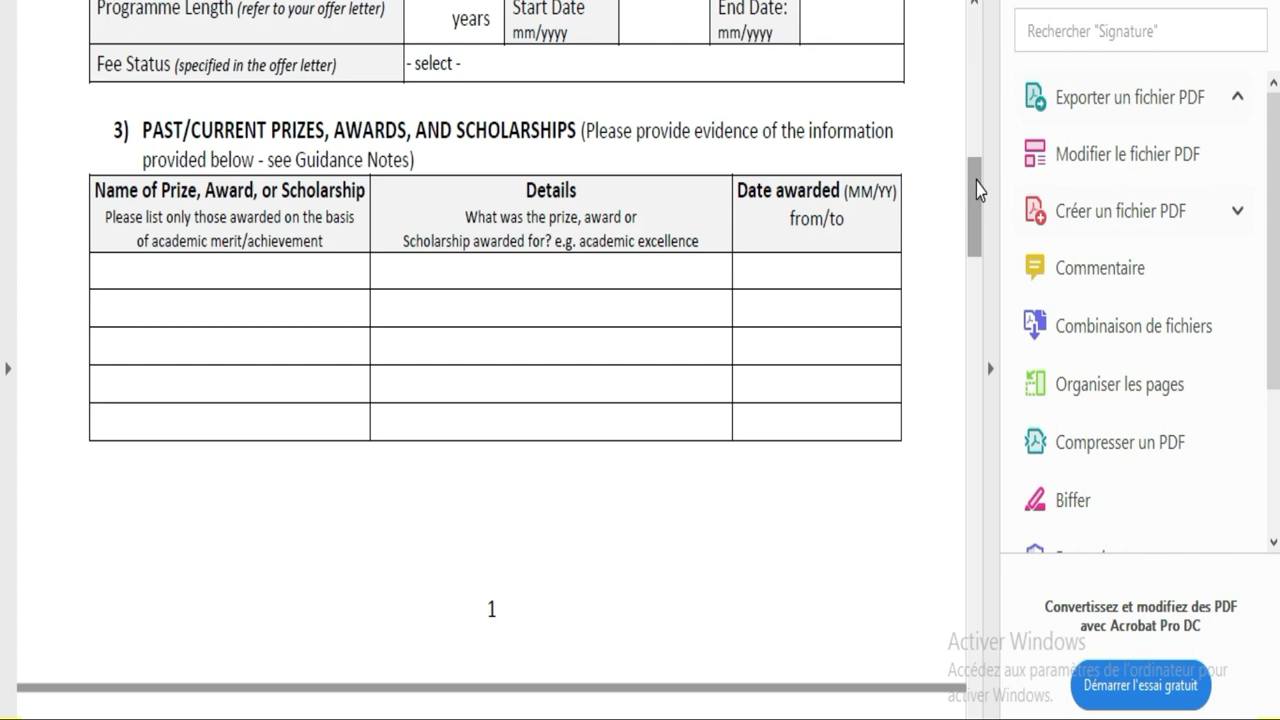 Programme Length (refer to your offer letter)
years
Start Date
mm/yyyy
End Date:
mm/yyyy
Fee Status (specified in the offer letter)
- select -
3) PAST/CURRENT PRIZES, AWARDS, AND SCHOLARSHIPS (Please provide evidence of the information
provided below - see Guidance Notes)
Name of Prize, Award, or Scholarship
Please list only those awarded on the basis
of academic merit/achievement
Details
What was the prize, award or
Scholarship awarded for? e.g. academic excellence
Date awarded (MM/YY)
from/to
1
Rechercher "Signature"
Exporter un fichier PDF
Modifier le fichier PDF
Créer un fichier PDF
Commentaire
Combinaison de fichiers
Organiser les pages
Compresser un PDF
Biffer
Convertissez et modifiez des PDF
avec Acrobat Pro DC
Activer Windows
Accédez aux paramètres de l'ordinateur pour
activer Windows.
Démarrer l'essai gratuit